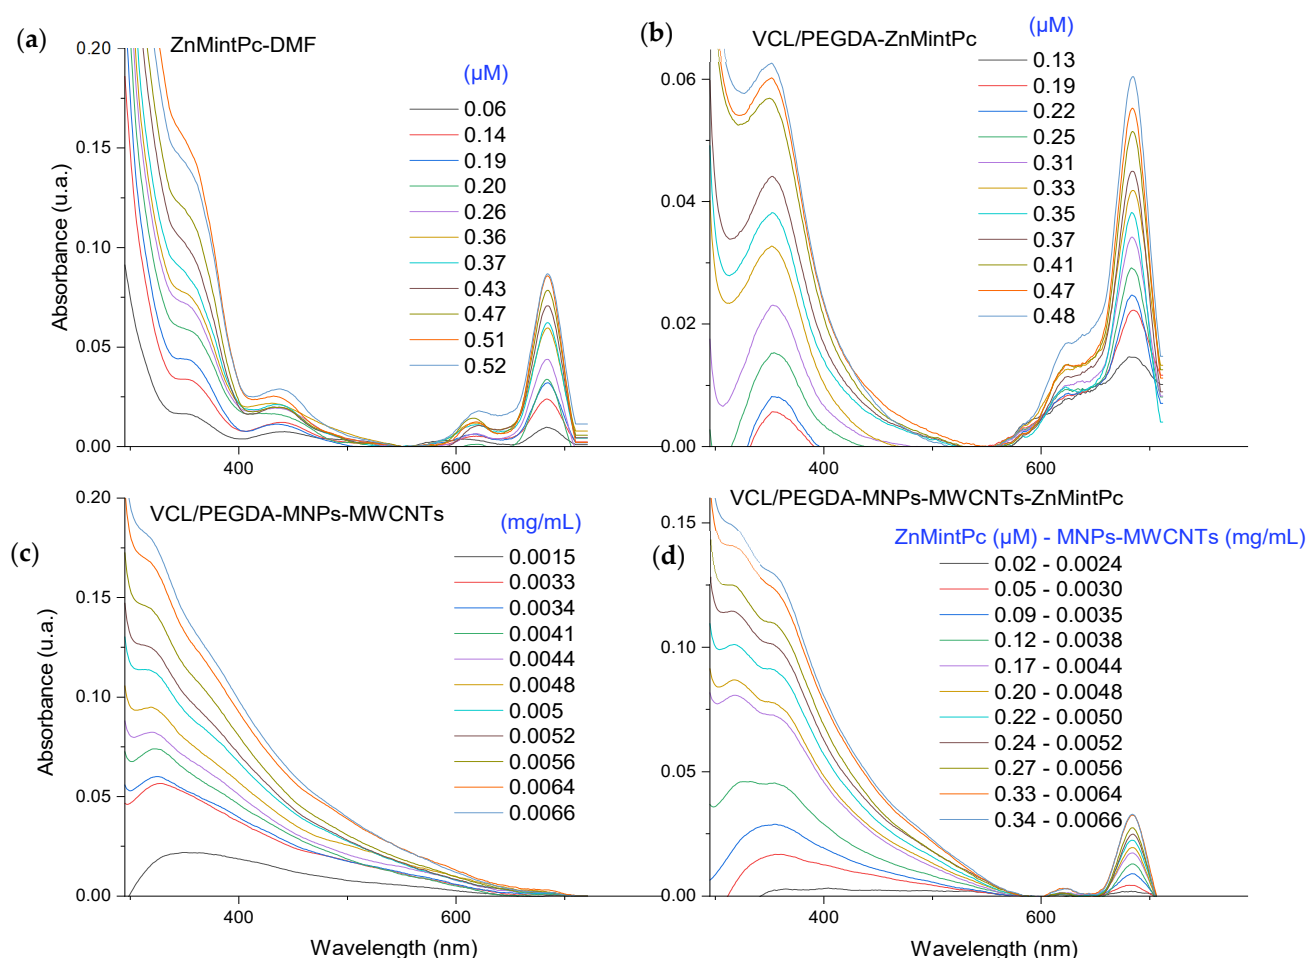 (a)
ZnMintPc-DMF
(µM)
0.06
0.14
0.19
0.20
0.26
0.36
0.37
0.43
0.47
0.51
0.52
0.20
0.15
0.10
0.05
0.00
Absorbance (u.a.)
400
600
(b)
VCL/PEGDA-ZnMintPc
(µM)
0.13
0.19
0.22
0.25
0.31
0.33
0.35
0.37
0.41
0.47
0.48
0.06
0.04
0.02
0.00
400
600
(c)
VCL/PEGDA-MNPs-MWCNTs
(mg/mL)
0.0015
0.0033
0.0034
0.0041
0.0044
0.0048
0.005
0.0052
0.0056
0.0064
0.0066
0.20
0.15
0.10
0.05
0.00
Absorbance (u.a.)
400
600
Wavelength (nm)
(d)
VCL/PEGDA-MNPs-MWCNTs-ZnMintPc
ZnMintPc (µM) - MNPs-MWCNTs (mg/mL)
0.02 - 0.0024
0.05 - 0.0030
0.09 - 0.0035
0.12 - 0.0038
0.17 - 0.0044
0.20 - 0.0048
0.22 - 0.0050
0.24 - 0.0052
0.27 - 0.0056
0.33 - 0.0064
0.34 - 0.0066
0.15
0.10
0.05
0.00
400
600
Wavelength (nm)